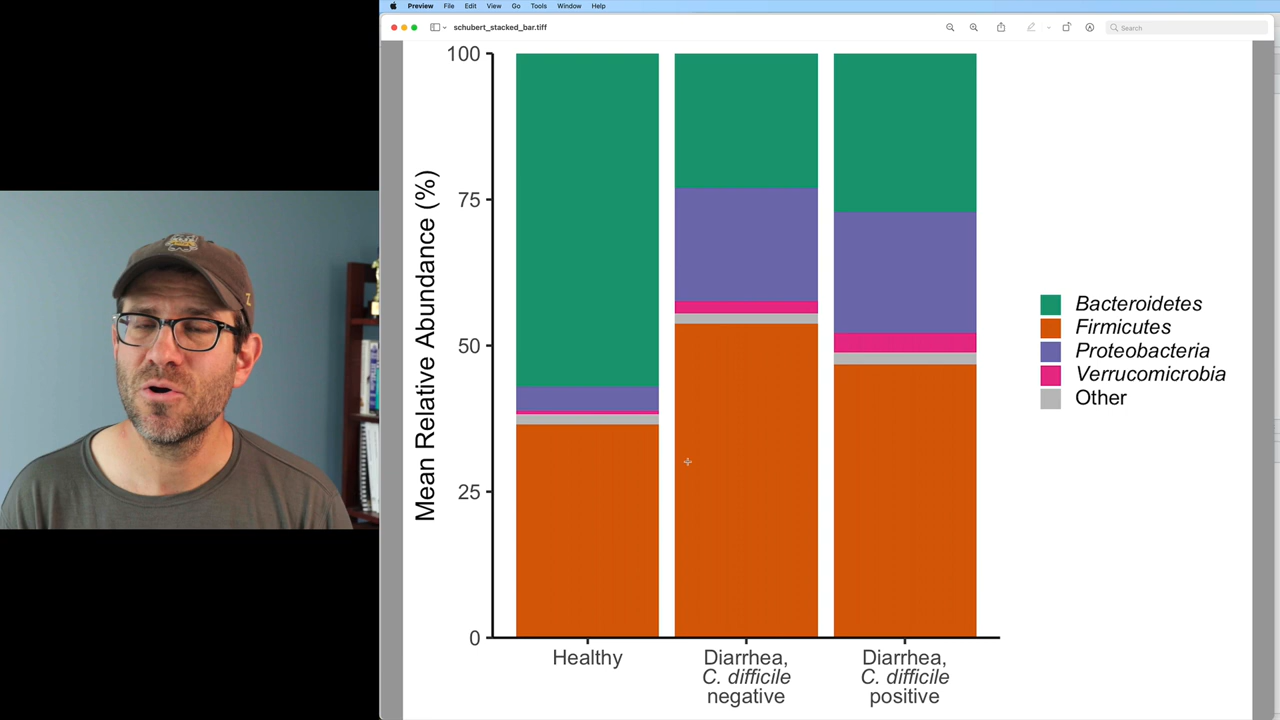 Preview File Edit View Go Tools Window Help
schubert_stacked_bar.tiff
Search
Mean Relative Abundance (%)
100
75
50
25
0
Bacteroidetes
Firmicutes
Proteobacteria
Verrucomicrobia
Other
Healthy
Diarrhea,
C. difficile
negative
Diarrhea,
C. difficile
positive